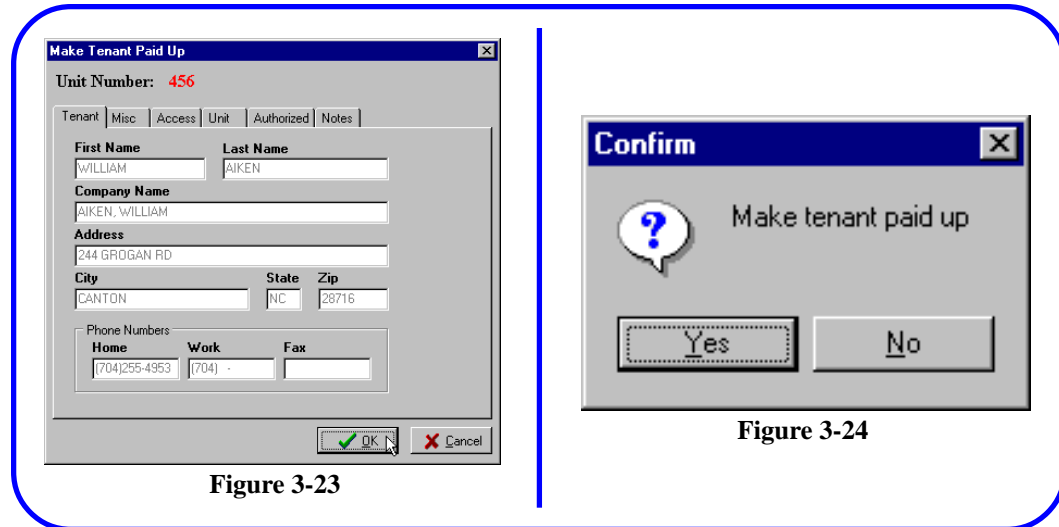 Make Tenant Paid Up
Unit Number: 456
Tenant Misc Access Unit Authorized Notes
First Name Last Name
WILLIAM AIKEN
Company Name
AIKEN, WILLIAM
Address
244 GROGAN RD
City State Zip
CANTON NC 28716
Phone Numbers
Home Work Fax
(704)255-4953 (704) -
OK Cancel
Figure 3-23
Confirm
Make tenant paid up
Yes No
Figure 3-24